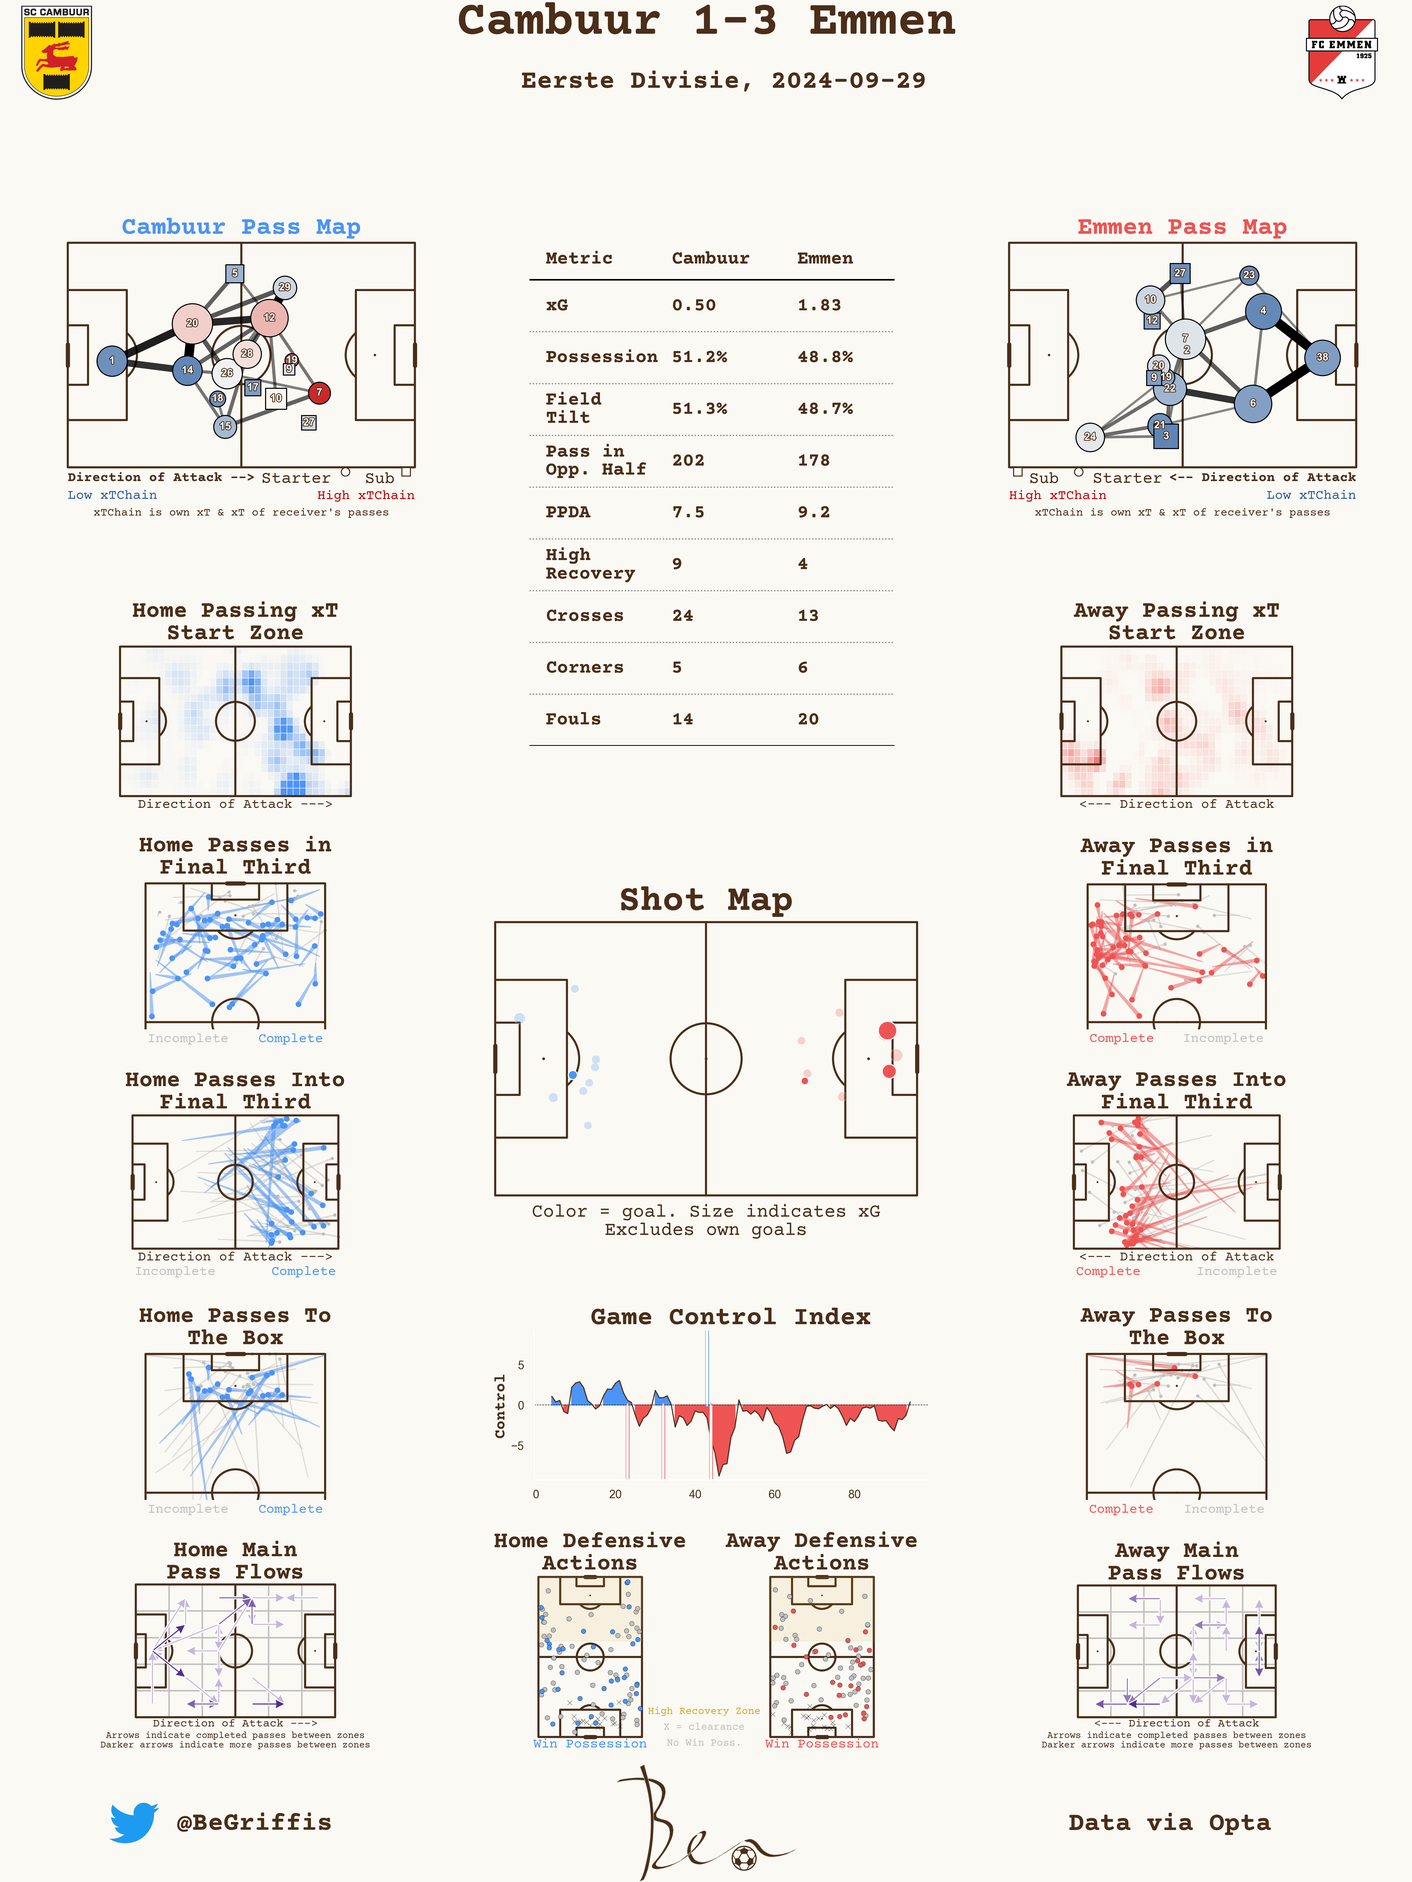 SC CAMBUUR
Cambuur 1-3 Emmen
FC EMMEN
1925
Eerste Divisie, 2024-09-29
Cambuur Pass Map
5
29
20
12
1
28
19
9
14
26
17
7
18
10
15
27
Direction of Attack --> Starter Sub
Low xTChain High xTChain
xTChain is own xT & xT of receiver's passes
Metric Cambuur Emmen
xG 0.50 1.83
Possession 51.2% 48.8%
Field
Tilt 51.3% 48.7%
Pass in
Opp. Half 202 178
PPDA 7.5 9.2
High
Recovery 9 4
Crosses 24 13
Corners 5 6
Fouls 14 20
Emmen Pass Map
27
23
10
4
12
7
2
38
20
9
19
22
6
21
24
3
Sub Starter <-- Direction of Attack
High xTChain Low xTChain
xTChain is own xT & xT of receiver's passes
Home Passing xT
Start Zone
Direction of Attack --->
Away Passing xT
Start Zone
<--- Direction of Attack
Home Passes in
Final Third
Incomplete Complete
Shot Map
Color = goal. Size indicates xG
Excludes own goals
Away Passes in
Final Third
Complete Incomplete
Home Passes Into
Final Third
Direction of Attack --->
Incomplete Complete
Away Passes Into
Final Third
<--- Direction of Attack
Complete Incomplete
Home Passes To
The Box
Incomplete Complete
Game Control Index
Control
5
0
−5
0 20 40 60 80
Away Passes To
The Box
Complete Incomplete
Home Main
Pass Flows
Direction of Attack --->
Arrows indicate completed passes between zones
Darker arrows indicate more passes between zones
Home Defensive
Actions
Win Possession
High Recovery Zone
X = clearance
No Win Poss.
Away Defensive
Actions
Win Possession
Away Main
Pass Flows
<--- Direction of Attack
Arrows indicate completed passes between zones
Darker arrows indicate more passes between zones
@BeGriffis
Ben
Data via Opta